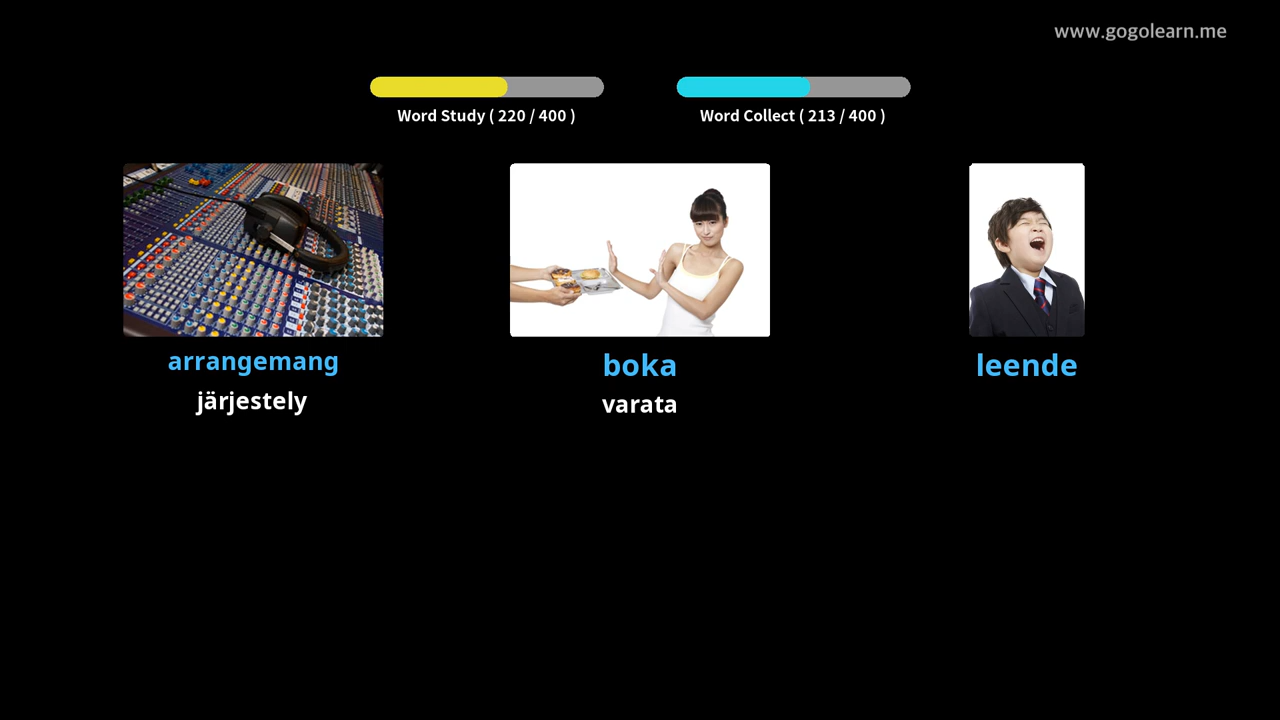 www.gogolearn.me
Word Study ( 220 / 400 )
Word Collect ( 213 / 400 )
arrangemang
järjestely
boka
varata
leende